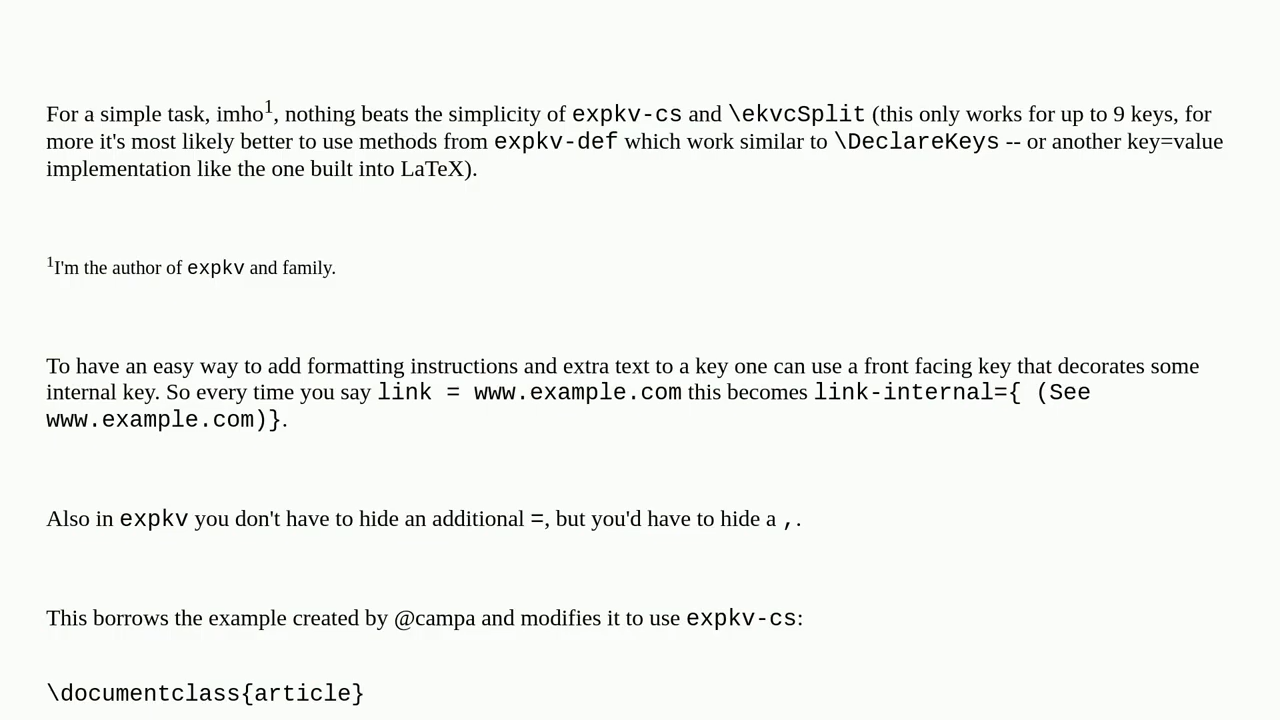 For a simple task, imho1, nothing beats the simplicity of expkv-cs and \ekvcSplit (this only works for up to 9 keys, for
more it's most likely better to use methods from expkv-def which work similar to \DeclareKeys -- or another key=value
implementation like the one built into LaTeX).
1I'm the author of expkv and family.
To have an easy way to add formatting instructions and extra text to a key one can use a front facing key that decorates some
internal key. So every time you say link = www.example.com this becomes link-internal={ (See
www.example.com)}.
Also in expkv you don't have to hide an additional =, but you'd have to hide a ,.
This borrows the example created by @campa and modifies it to use expkv-cs:
\documentclass{article}